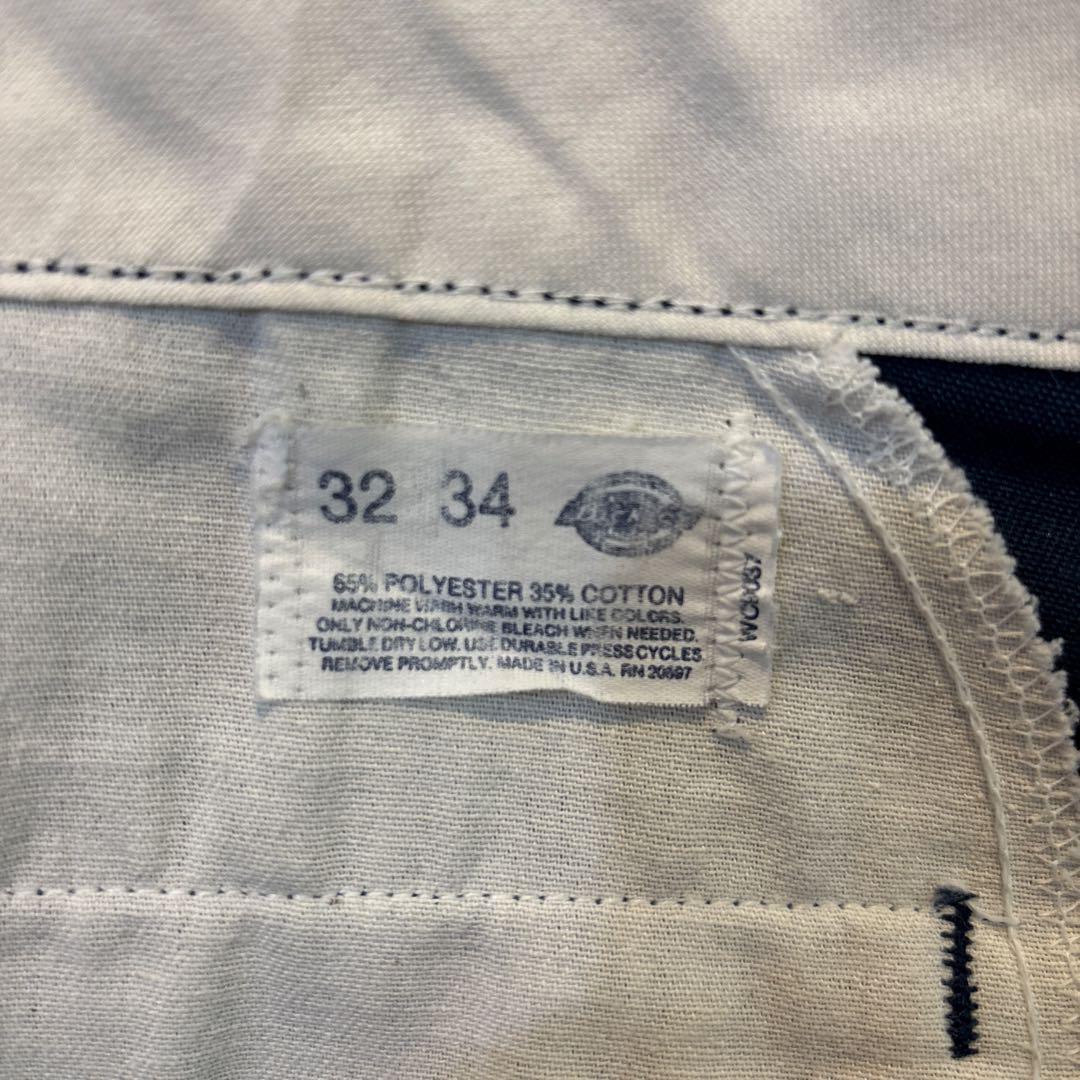 32 34
65% POLYESTER 35% COTTON
MACHINE WASH WARM WITH LIKE COLORS.
ONLY NON-CHLORINE BLEACH WHEN NEEDED.
TUMBLE DRY LOW. USE DURABLE PRESS CYCLES
REMOVE PROMPTLY. MADE IN U.S.A. RN 20697